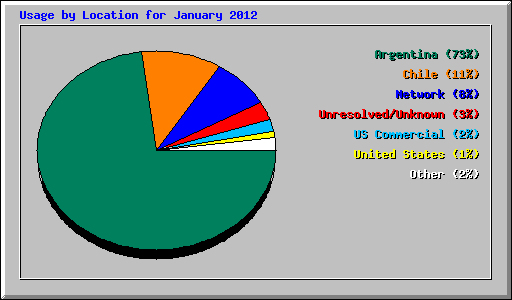 Usage by Location for January 2012
Argentina (73%)
Chile (11%)
Network (8%)
Unresolved/Unknown (3%)
US Commercial (2%)
United States (1%)
Other (2%)